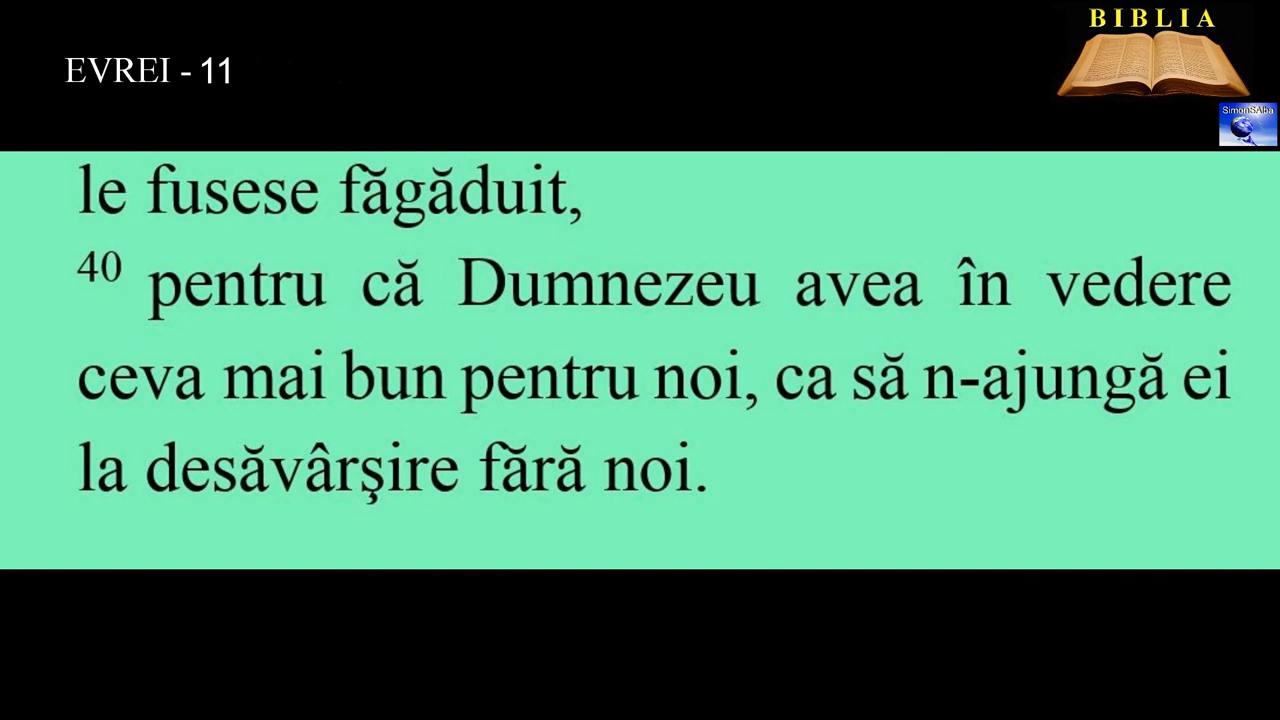 BIBLIA
EVREI - 11
SimonSAlba
le fusese făgăduit,
40 pentru că Dumnezeu avea în vedere
ceva mai bun pentru noi, ca să n-ajungă ei
la desăvârşire fără noi.